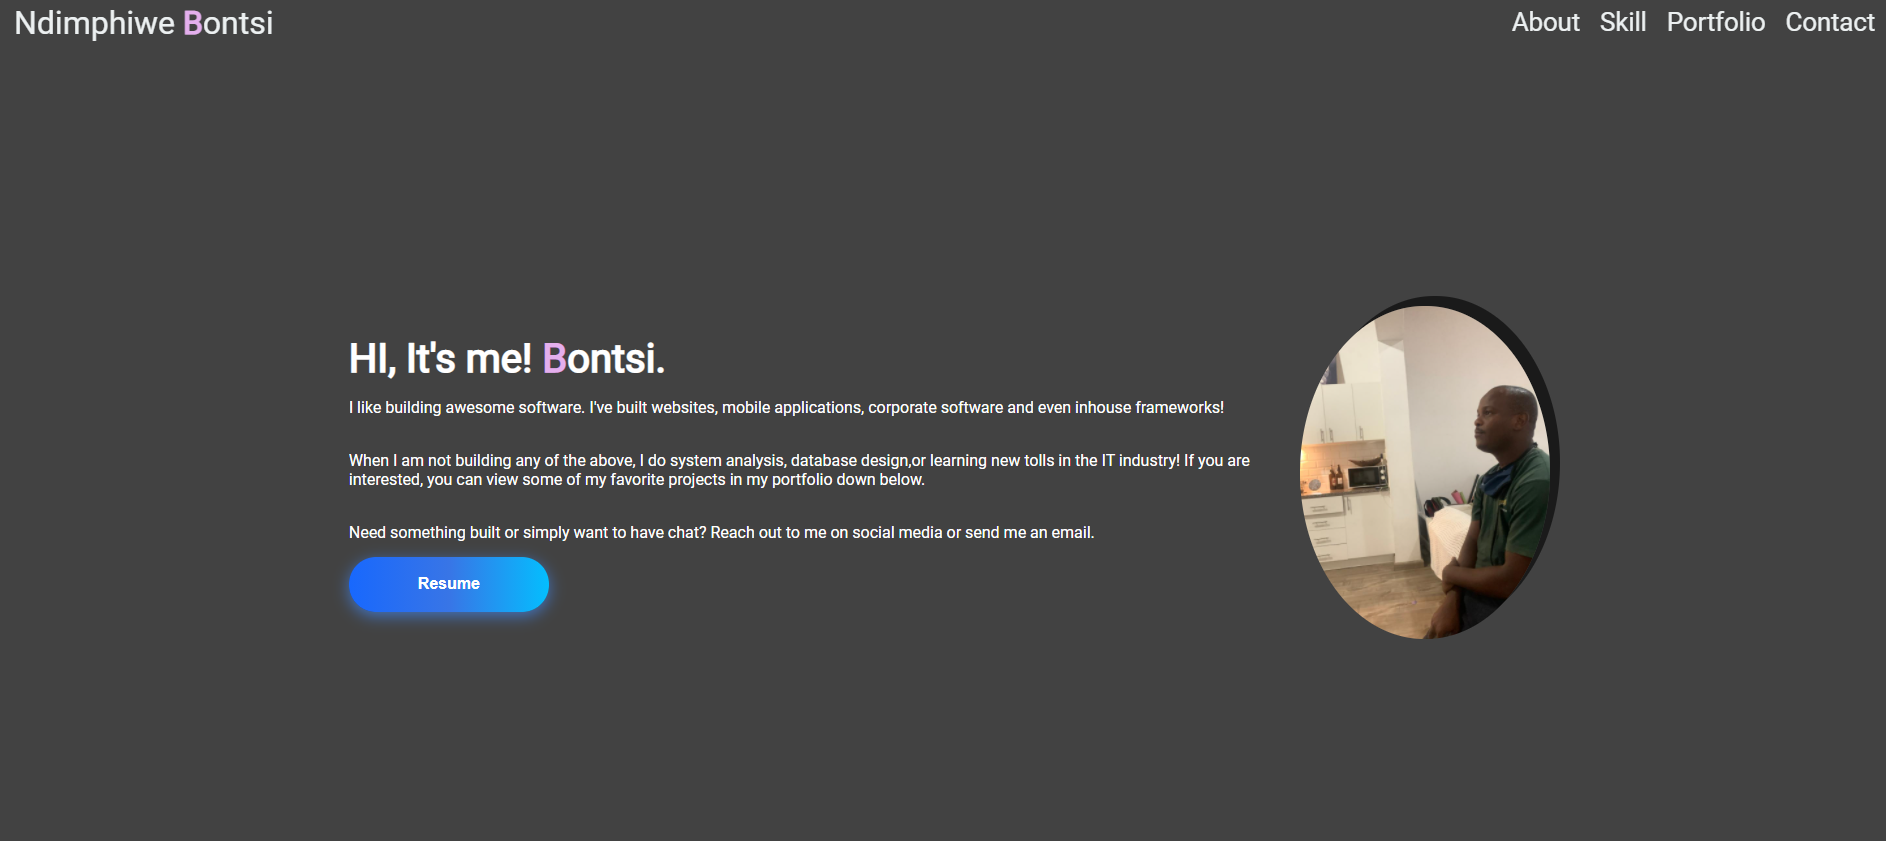 Ndimphiwe Bontsi
About Skill Portfolio Contact
HI, It's me! Bontsi.
I like building awesome software. I've built websites, mobile applications, corporate software and even inhouse frameworks!
When I am not building any of the above, I do system analysis, database design,or learning new tolls in the IT industry! If you are
interested, you can view some of my favorite projects in my portfolio down below.
Need something built or simply want to have chat? Reach out to me on social media or send me an email.
Resume